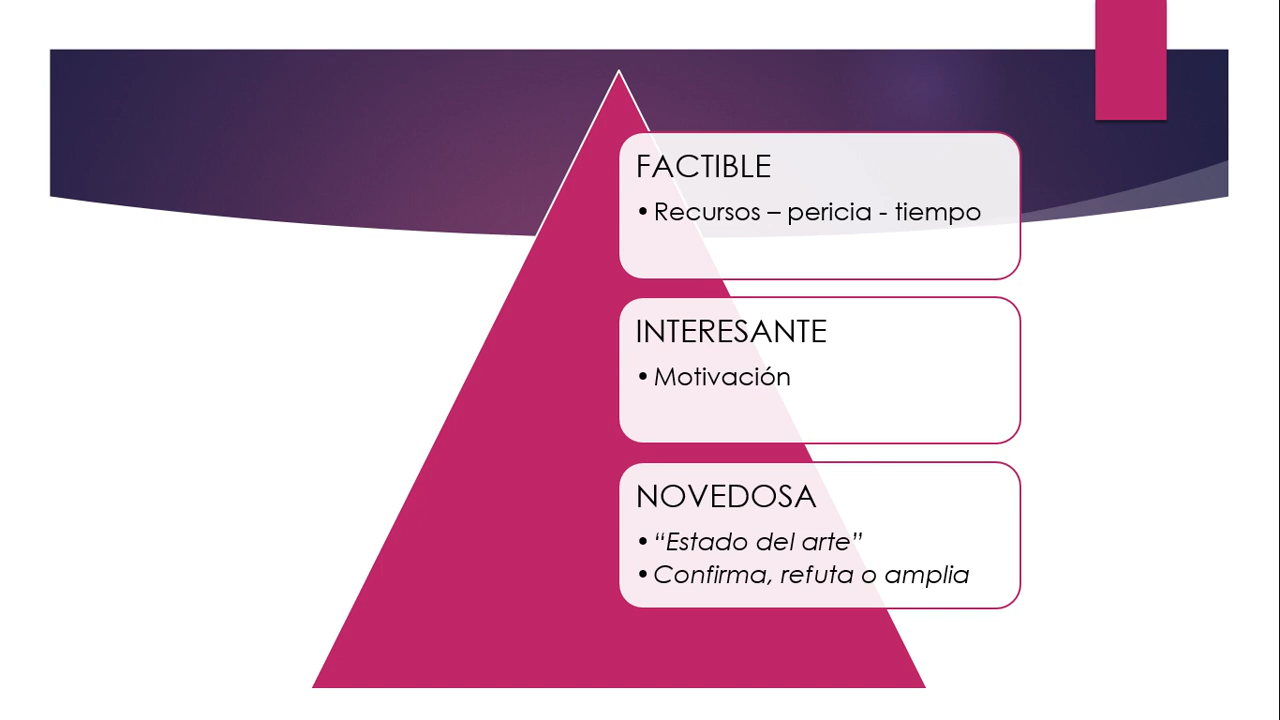 FACTIBLE
• Recursos – pericia - tiempo
INTERESANTE
• Motivación
NOVEDOSA
• “Estado del arte”
• Confirma, refuta o amplia